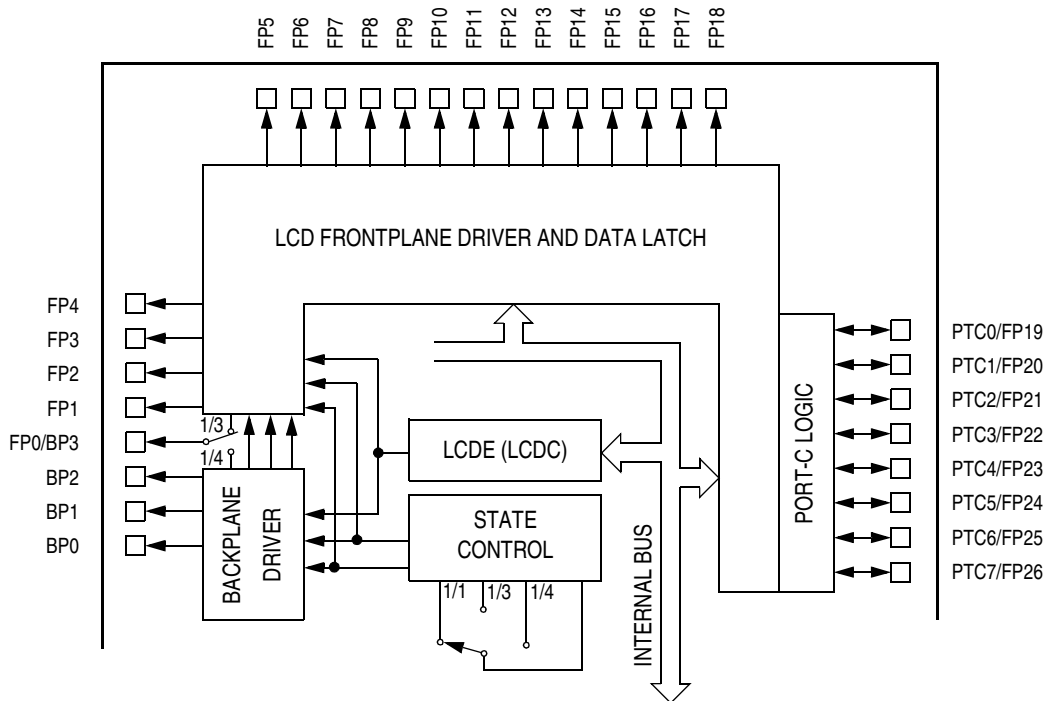 FP5
FP6
FP7
FP8
FP9
FP10
FP11
FP12
FP13
FP14
FP15
FP16
FP17
FP18
LCD FRONTPLANE DRIVER AND DATA LATCH
FP4
FP3
FP2
FP1
FP0/BP3
BP2
BP1
BP0
1/3
1/4
BACKPLANE
DRIVER
LCDE (LCDC)
STATE
CONTROL
1/1
1/3
1/4
INTERNAL BUS
PORT-C LOGIC
PTC0/FP19
PTC1/FP20
PTC2/FP21
PTC3/FP22
PTC4/FP23
PTC5/FP24
PTC6/FP25
PTC7/FP26